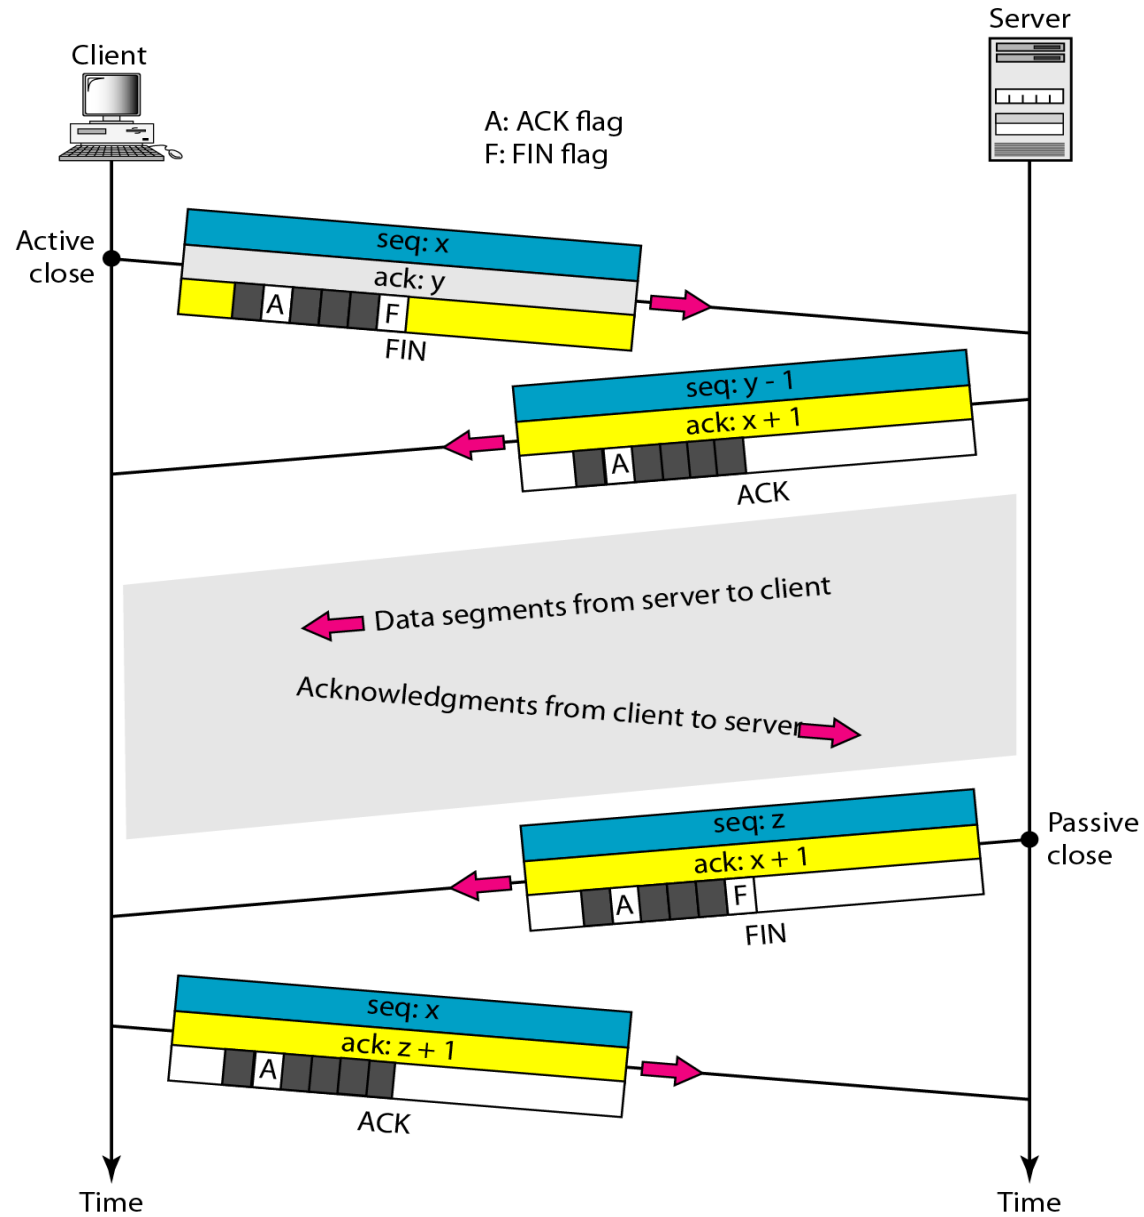 Server
Client
A: ACK flag
F: FIN flag
Active
close
seq: x
ack: y
A F
FIN
seq: y - 1
ack: x + 1
A
ACK
Data segments from server to client
Acknowledgments from client to server
Passive
close
seq: z
ack: x + 1
A F
FIN
seq: x
ack: z + 1
A
ACK
Time
Time